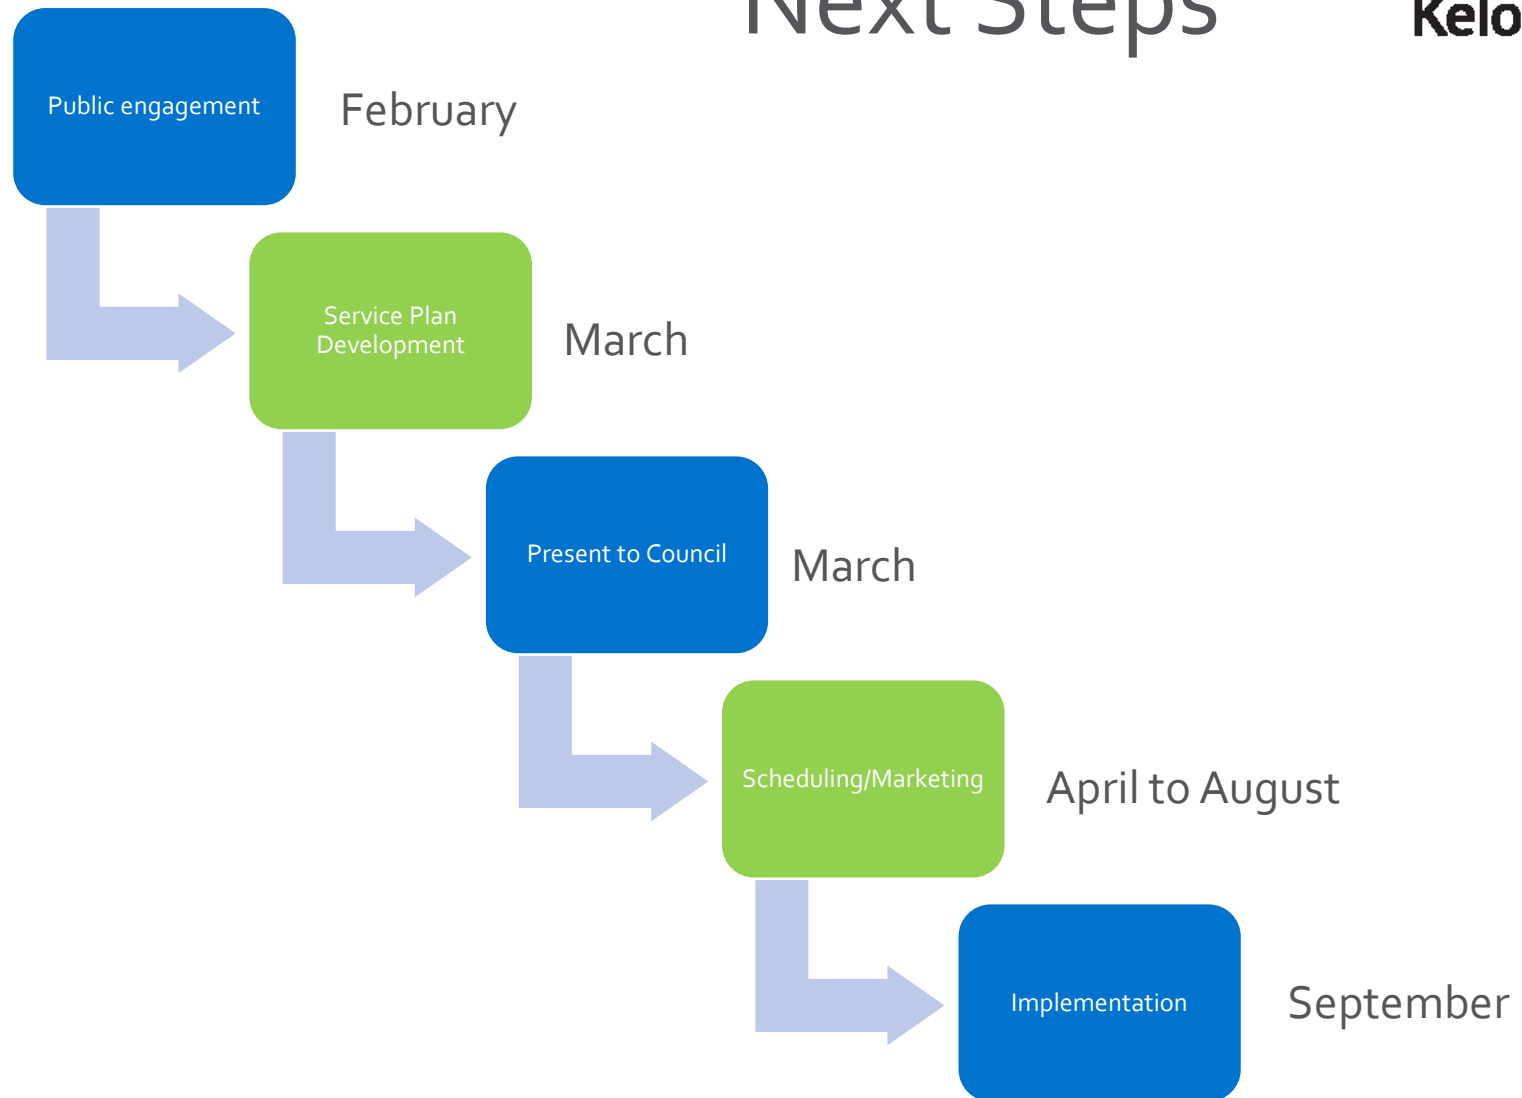 Next Steps
Kelo
Public engagement
February
Service Plan
Development
March
Present to Council
March
Scheduling/Marketing
April to August
Implementation
September